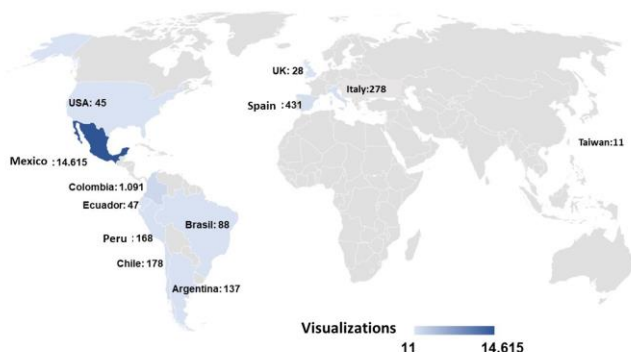 UK: 28
USA: 45
Italy:278
Spain :431
Taiwan:11
Mexico :14.615
Colombia:1.091
Ecuador: 47
Brasil: 88
Peru : 168
Chile: 178
Argentina: 137
Visualizations
11 14.615